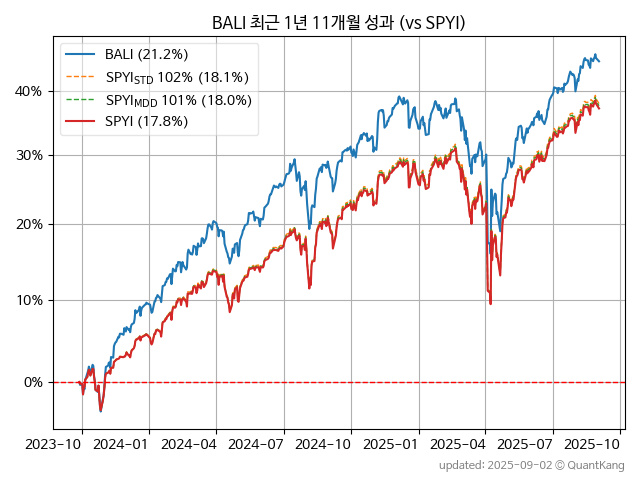 BALI 최근 1년 11개월 성과 (vs SPYI)
BALI (21.2%)
SPYI_STD 102% (18.1%)
SPYI_MDD 101% (18.0%)
SPYI (17.8%)
40%
30%
20%
10%
0%
2023-10 2024-01 2024-04 2024-07 2024-10 2025-01 2025-04 2025-07 2025-10
updated: 2025-09-02 © QuantKang